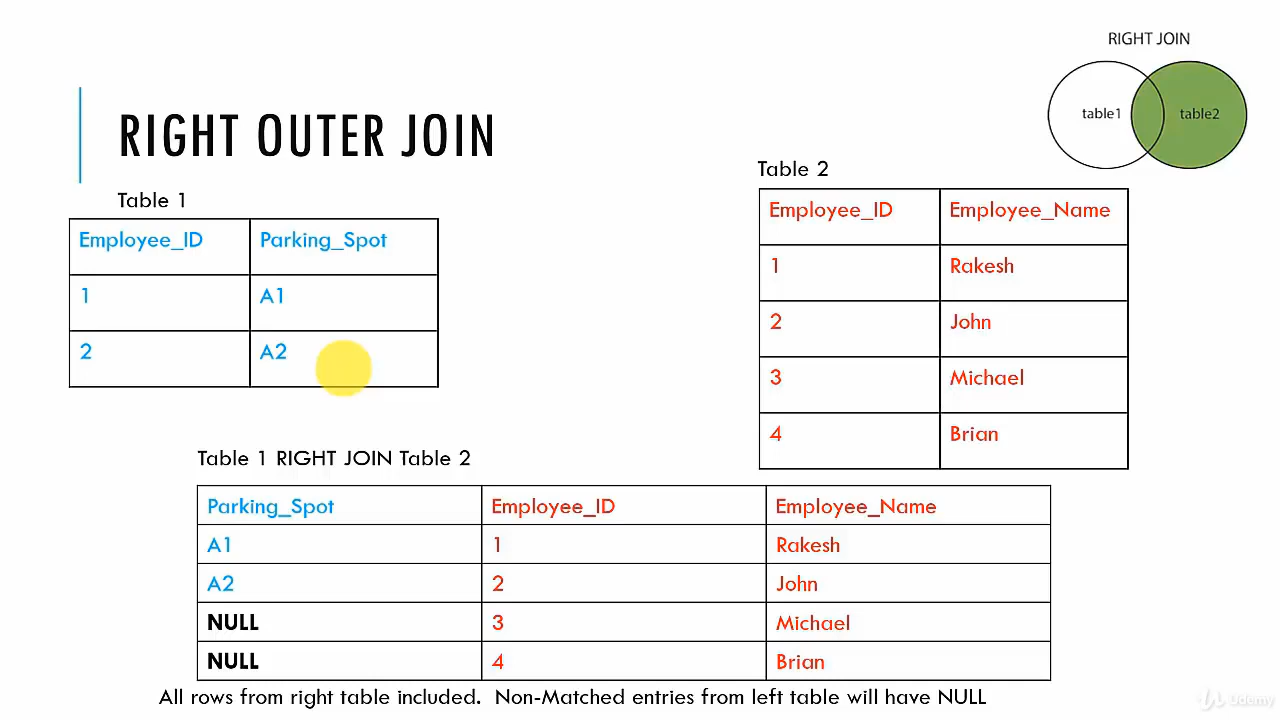 RIGHT JOIN
table1 table2
RIGHT OUTER JOIN
Table 1
Employee_ID Parking_Spot
1 A1
2 A2
Table 2
Employee_ID Employee_Name
1 Rakesh
2 John
3 Michael
4 Brian
Table 1 RIGHT JOIN Table 2
Parking_Spot Employee_ID Employee_Name
A1 1 Rakesh
A2 2 John
NULL 3 Michael
NULL 4 Brian
All rows from right table included. Non-Matched entries from left table will have NULL
Udemy